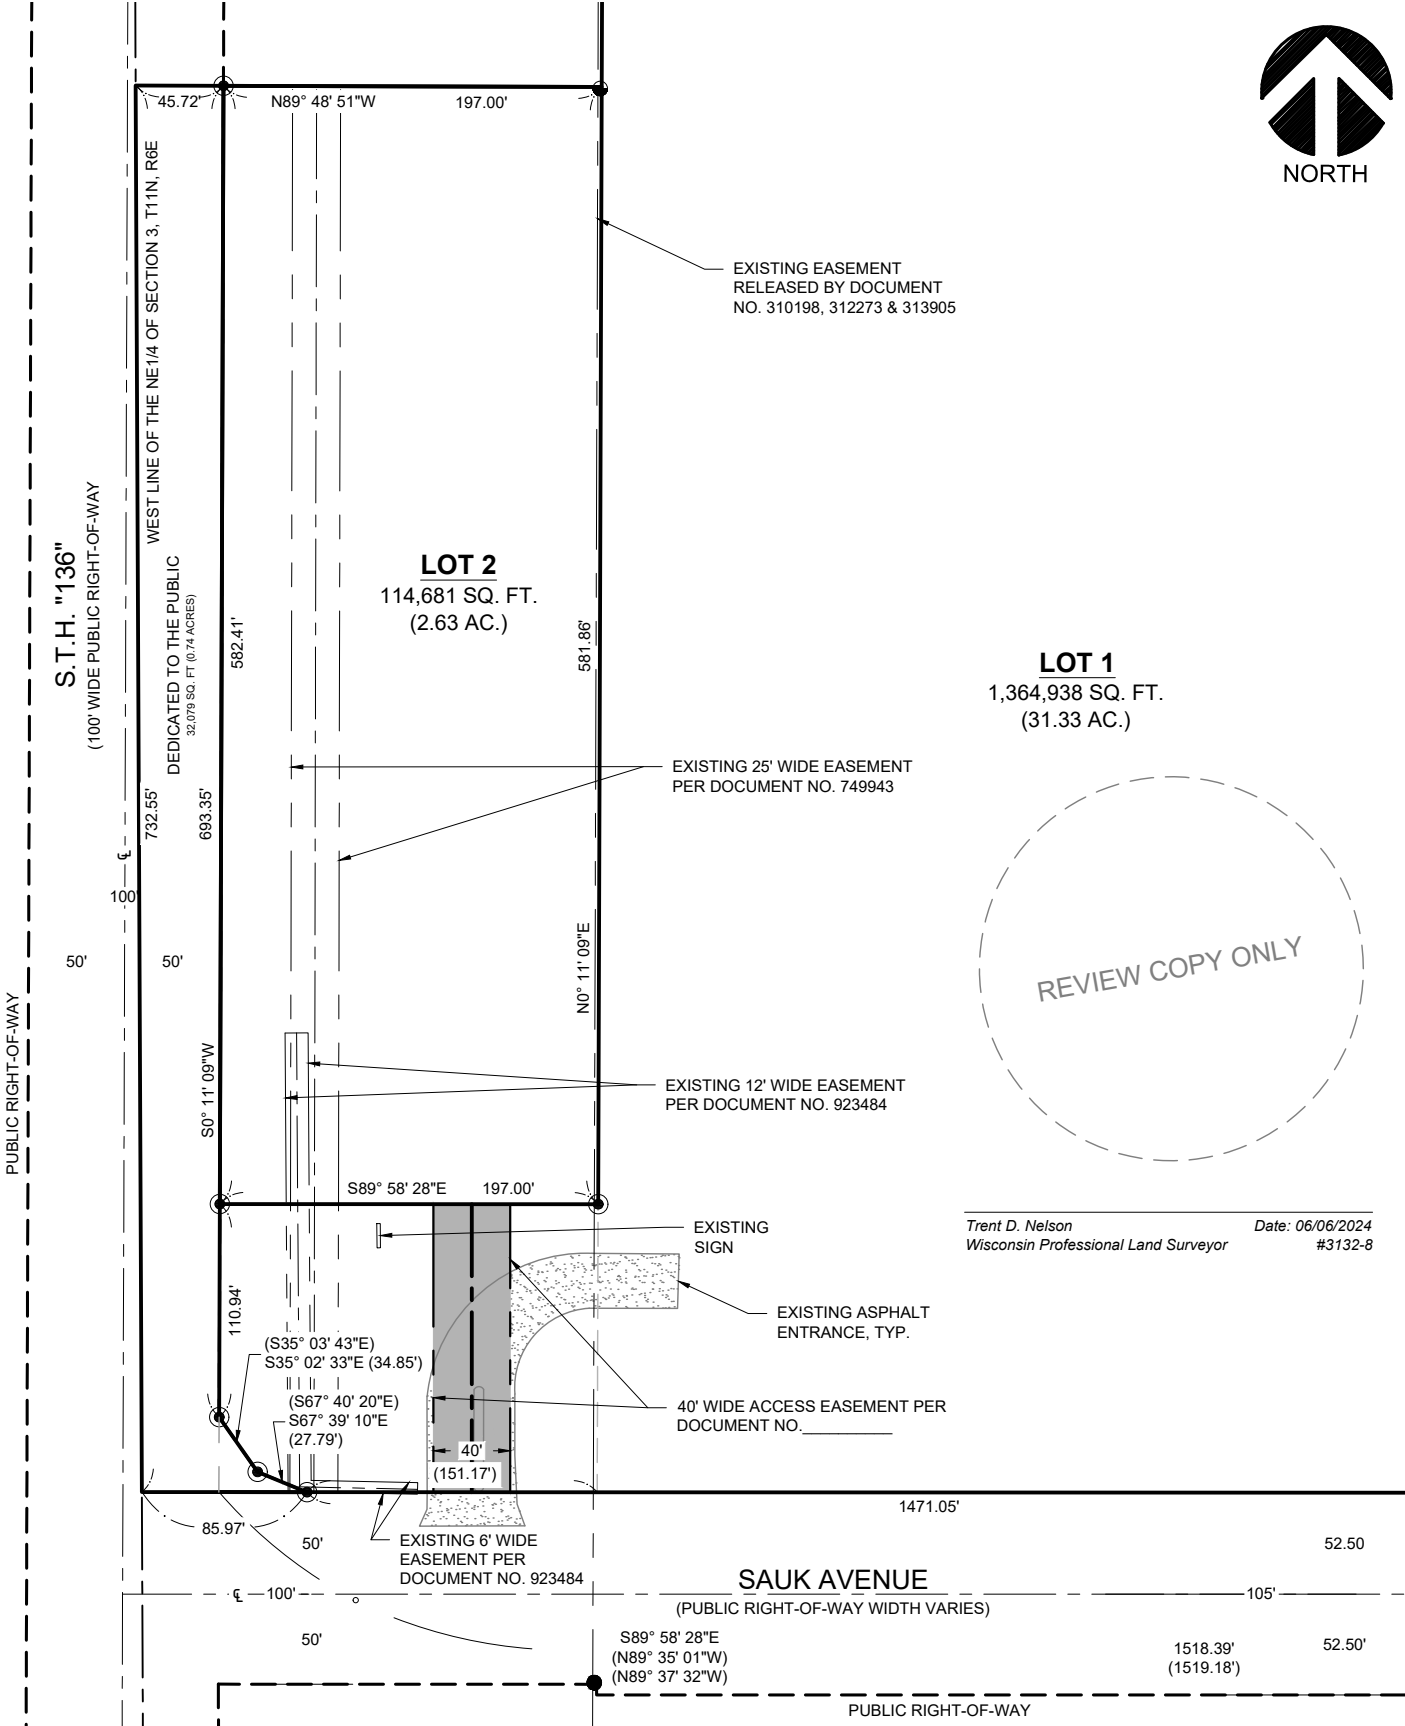 NORTH
45.72'
N89° 48' 51"W
197.00'
WEST LINE OF THE NE1/4 OF SECTION 3, T11N, R6E
EXISTING EASEMENT
RELEASED BY DOCUMENT
NO. 310198, 312273 & 313905
S.T.H. "136"
(100' WIDE PUBLIC RIGHT-OF-WAY
DEDICATED TO THE PUBLIC
32,079 SQ. FT (0.74 ACRES)
582.41'
LOT 2
114,681 SQ. FT.
(2.63 AC.)
581.86'
LOT 1
1,364,938 SQ. FT.
(31.33 AC.)
732.55'
693.35'
EXISTING 25' WIDE EASEMENT
PER DOCUMENT NO. 749943
℄
100'
50'
50'
N0° 11' 09"E
REVIEW COPY ONLY
PUBLIC RIGHT-OF-WAY
S0° 11' 09"W
EXISTING 12' WIDE EASEMENT
PER DOCUMENT NO. 923484
S89° 58' 28"E
197.00'
EXISTING
SIGN
Trent D. Nelson
Date: 06/06/2024
Wisconsin Professional Land Surveyor
#3132-8
110.94'
EXISTING ASPHALT
ENTRANCE, TYP.
(S35° 03' 43"E)
S35° 02' 33"E (34.85')
(S67° 40' 20"E)
S67° 39' 10"E
(27.79')
40' WIDE ACCESS EASEMENT PER
DOCUMENT NO.__________
40'
(151.17')
1471.05'
85.97'
50'
EXISTING 6' WIDE
EASEMENT PER
DOCUMENT NO. 923484
52.50
℄
100'
SAUK AVENUE
(PUBLIC RIGHT-OF-WAY WIDTH VARIES)
105'
50'
S89° 58' 28"E
(N89° 35' 01"W)
(N89° 37' 32"W)
1518.39'
(1519.18')
52.50'
PUBLIC RIGHT-OF-WAY